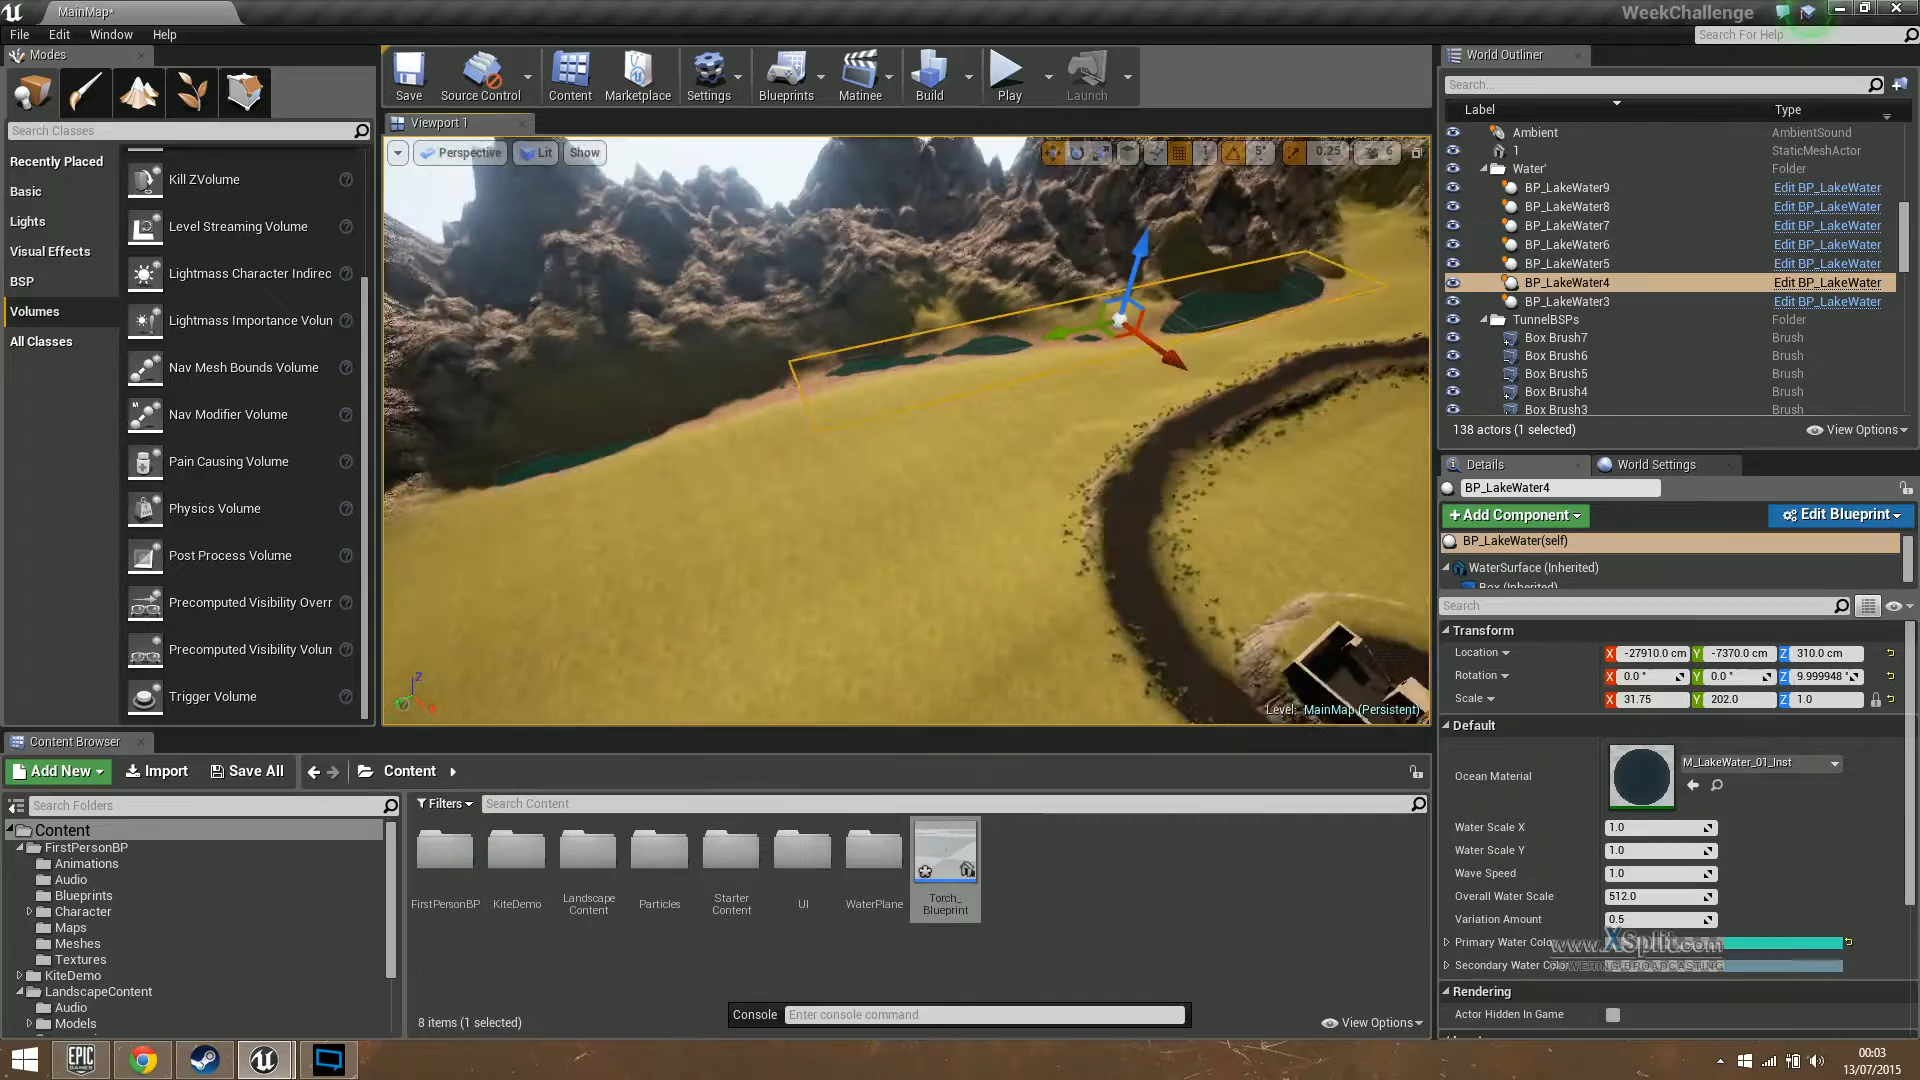 MainMap*
WeekChallenge
File Edit Window Help
Search For Help
Modes
Search Classes
Recently Placed
Basic
Lights
Visual Effects
BSP
Volumes
All Classes
Kill ZVolume
Level Streaming Volume
Lightmass Character Indirec
Lightmass Importance Volun
Nav Mesh Bounds Volume
Nav Modifier Volume
Pain Causing Volume
Physics Volume
Post Process Volume
Precomputed Visibility Overr
Precomputed Visibility Volun
Trigger Volume
Save Source Control Content Marketplace Settings Blueprints Matinee Build Play Launch
Viewport 1
Perspective Lit Show
1 5° 0.25 6
Level: MainMap (Persistent)
World Outliner
Search...
Label Type
Ambient AmbientSound
1 StaticMeshActor
Water' Folder
BP_LakeWater9 Edit BP_LakeWater
BP_LakeWater8 Edit BP_LakeWater
BP_LakeWater7 Edit BP_LakeWater
BP_LakeWater6 Edit BP_LakeWater
BP_LakeWater5 Edit BP_LakeWater
BP_LakeWater4 Edit BP_LakeWater
BP_LakeWater3 Edit BP_LakeWater
TunnelBSPs Folder
Box Brush7 Brush
Box Brush6 Brush
Box Brush5 Brush
Box Brush4 Brush
Box Brush3 Brush
138 actors (1 selected) View Options
Details World Settings
BP_LakeWater4
+Add Component Edit Blueprint
BP_LakeWater(self)
WaterSurface (Inherited)
Box (Inherited)
Search
Transform
Location X -27910.0 cm Y -7370.0 cm Z 310.0 cm
Rotation X 0.0 ° Y 0.0 ° Z 9.999948 °
Scale X 31.75 Y 202.0 Z 1.0
Default
Ocean Material M_LakeWater_01_Inst
Water Scale X 1.0
Water Scale Y 1.0
Wave Speed 1.0
Overall Water Scale 512.0
Variation Amount 0.5
Primary Water Colo
Secondary Water Color
www.XSplit.com
POWERING BROADCASTING
Rendering
Actor Hidden In Game
Content Browser
Add New Import Save All Content
Search Folders
Content
FirstPersonBP
Animations
Audio
Blueprints
Character
Maps
Meshes
Textures
KiteDemo
LandscapeContent
Audio
Models
Filters Search Content
FirstPersonBP
KiteDemo
Landscape
Content
Particles
Starter
Content
UI
WaterPlane
Torch_
Blueprint
8 items (1 selected)
Console Enter console command
View Options
EPIC
GAMES
00:03
13/07/2015